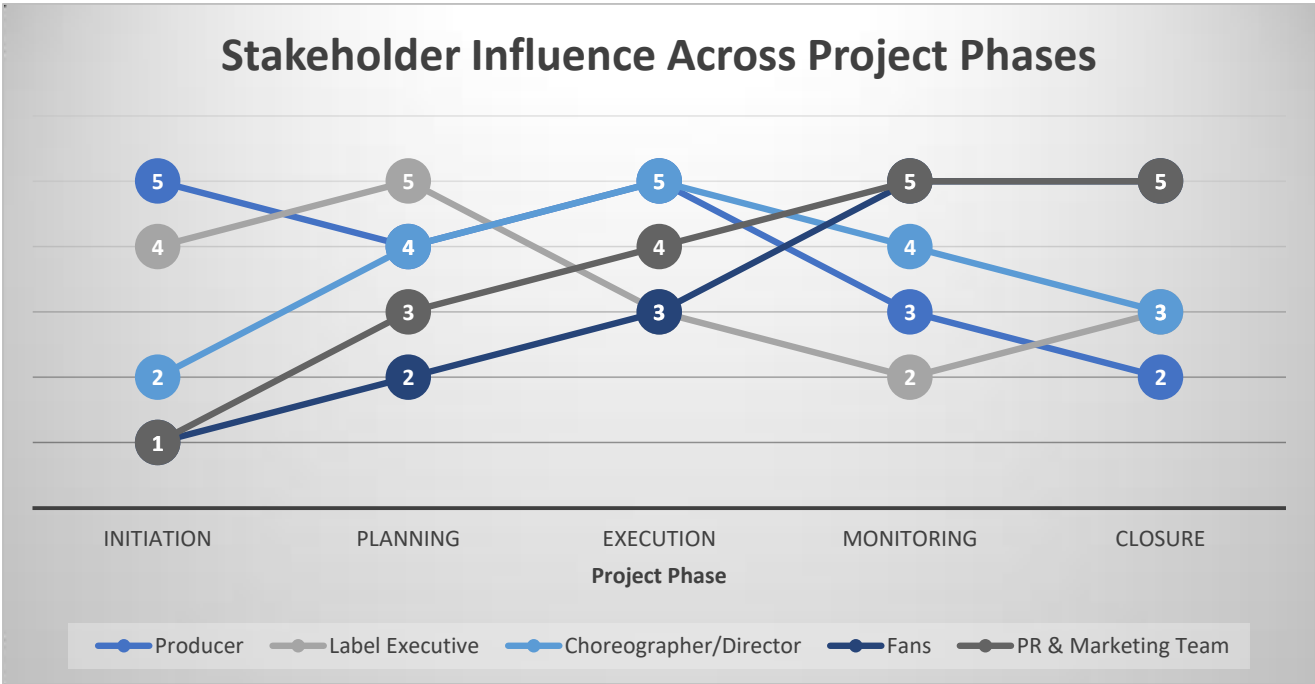 Stakeholder Influence Across Project Phases
5 5 5 5 5
4 4 4 4
3 3 3 3
2 2 2 2
1
INITIATION PLANNING EXECUTION MONITORING CLOSURE
Project Phase
Producer Label Executive Choreographer/Director Fans PR & Marketing Team